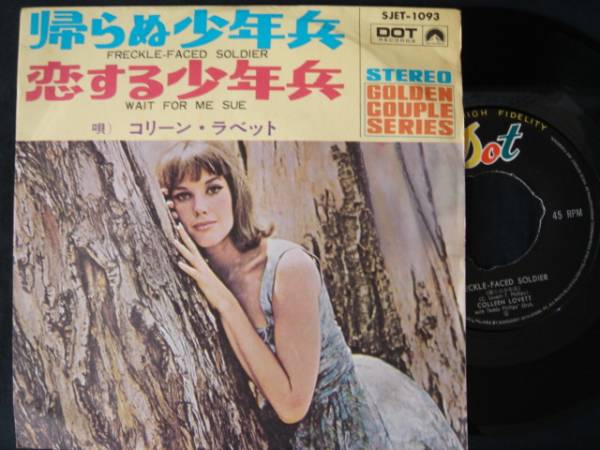 帰らぬ少年兵
FRECKLE-FACED SOLDIER
恋する少年兵
WAIT FOR ME SUE
唄) コリーン・ラベット
SJET-1093
DOT
RECORDS
STEREO
GOLDEN
COUPLE
SERIES
HIGH FIDELITY
Dot
45 RPM
ECKLE-FACED SOLDIER
COLLEEN LOVETT